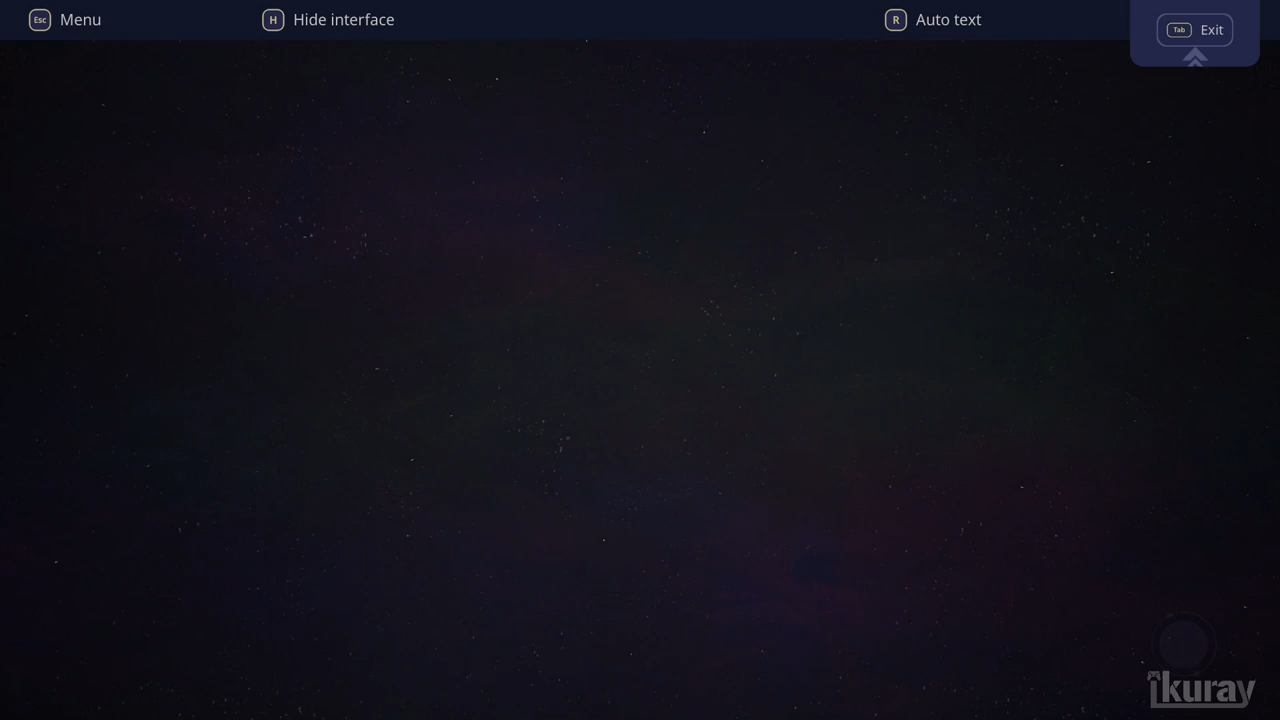 Esc Menu
H Hide interface
R Auto text
Tab Exit
ikuray